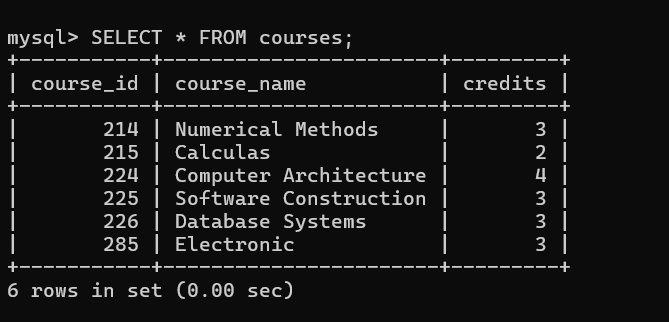 mysql> SELECT * FROM courses;
+-----------+-----------------------+---------+
| course_id | course_name           | credits |
+-----------+-----------------------+---------+
|       214 | Numerical Methods     |       3 |
|       215 | Calculas              |       2 |
|       224 | Computer Architecture |       4 |
|       225 | Software Construction |       3 |
|       226 | Database Systems      |       3 |
|       285 | Electronic            |       3 |
+-----------+-----------------------+---------+
6 rows in set (0.00 sec)